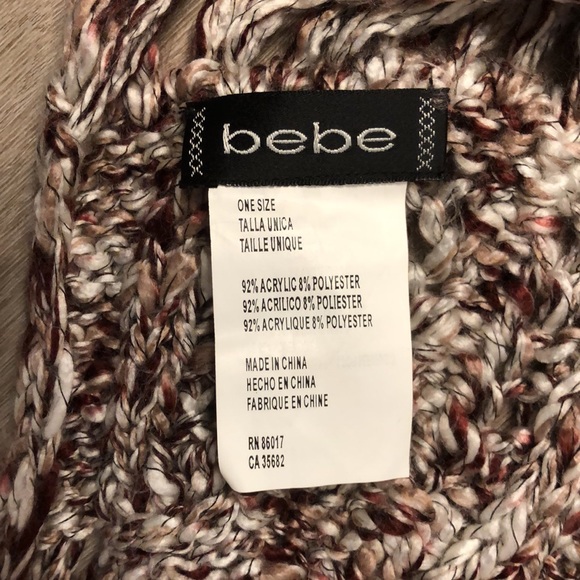 bebe
ONE SIZE
TALLA UNICA
TAILLE UNIQUE
92% ACRYLIC 8% POLYESTER
92% ACRILICO 8% POLIESTER
92% ACRYLIQUE 8% POLYESTER
MADE IN CHINA
HECHO EN CHINA
FABRIQUE EN CHINE
RN 86017
CA 35682